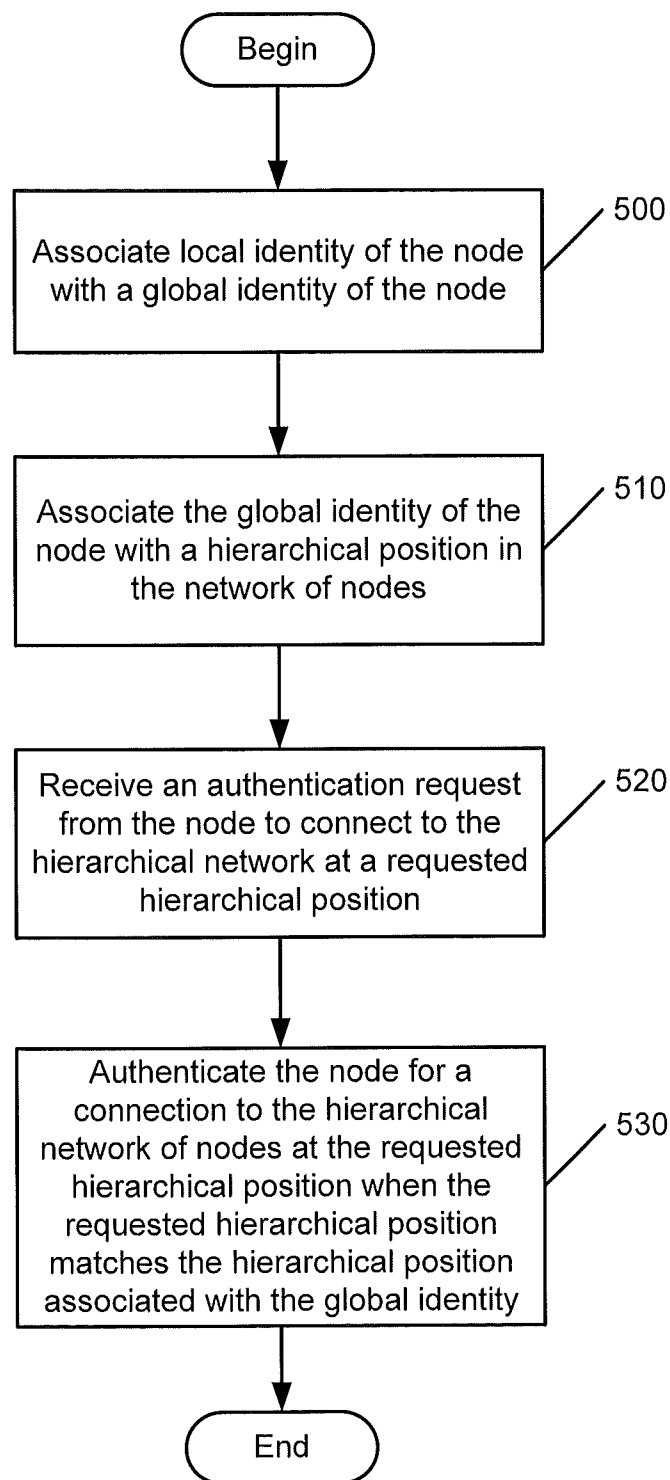 Begin
500
Associate local identity of the node
with a global identity of the node
510
Associate the global identity of the
node with a hierarchical position in
the network of nodes
520
Receive an authentication request
from the node to connect to the
hierarchical network at a requested
hierarchical position
530
Authenticate the node for a
connection to the hierarchical
network of nodes at the requested
hierarchical position when the
requested hierarchical position
matches the hierarchical position
associated with the global identity
End